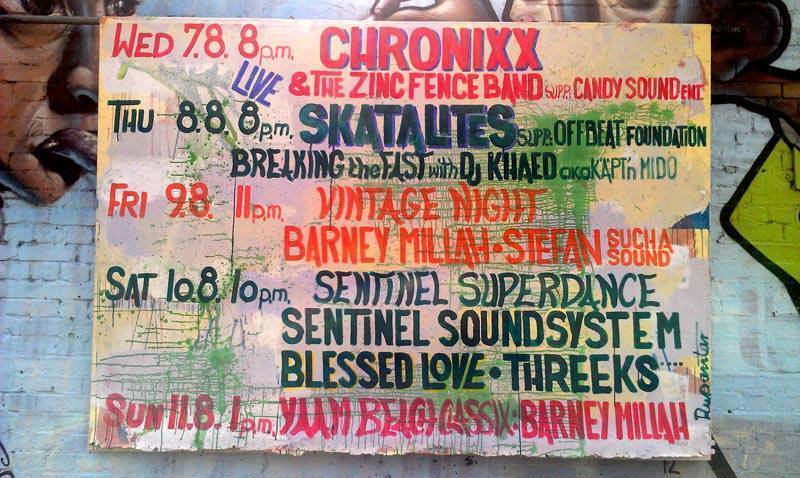 WED 7.8. 8p.m. CHRONIXX
LIVE & THE ZINCFENCE BAND SUPP. CANDY SOUND ENT.
THU 8.8. 8p.m. SKATALITES SUPP. OFFBEAT FOUNDATION
BREAKING the FAST with Dj KHAED aka KÄPT'n MIDO
FRI 9.8. 11p.m. VINTAGE NIGHT
BARNEY MILLAH • STEFAN SUCHA SOUND
SAT 10.8. 10p.m. SENTINEL SUPERDANCE
SENTINEL SOUNDSYSTEM
BLESSED LOVE • THREEKS....
SUN 11.8. 1p.m. YAAM BEACH CLASSIX: BARNEY MILLAH